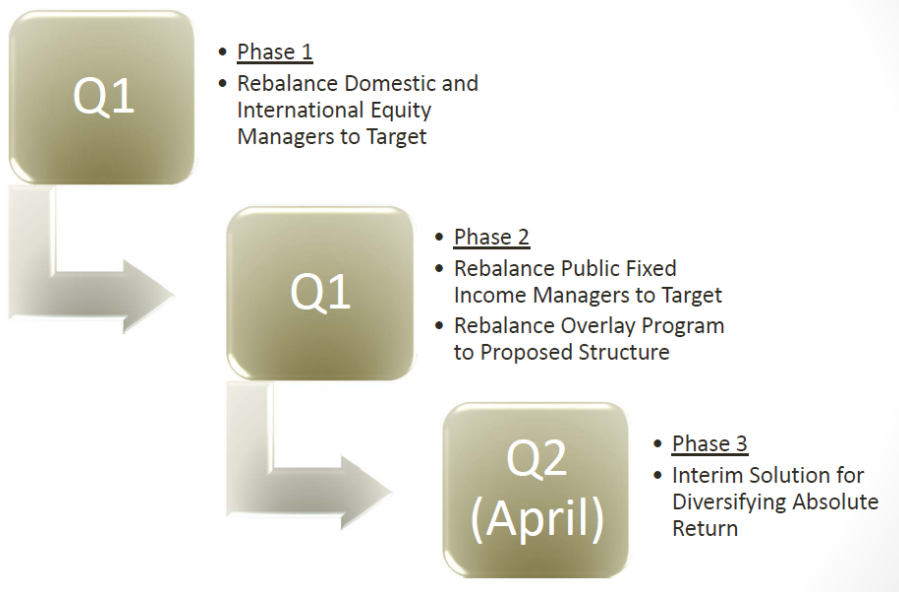 Q1
• Phase 1
• Rebalance Domestic and
International Equity
Managers to Target
Q1
• Phase 2
• Rebalance Public Fixed
Income Managers to Target
• Rebalance Overlay Program
to Proposed Structure
Q2
(April)
• Phase 3
• Interim Solution for
Diversifying Absolute
Return